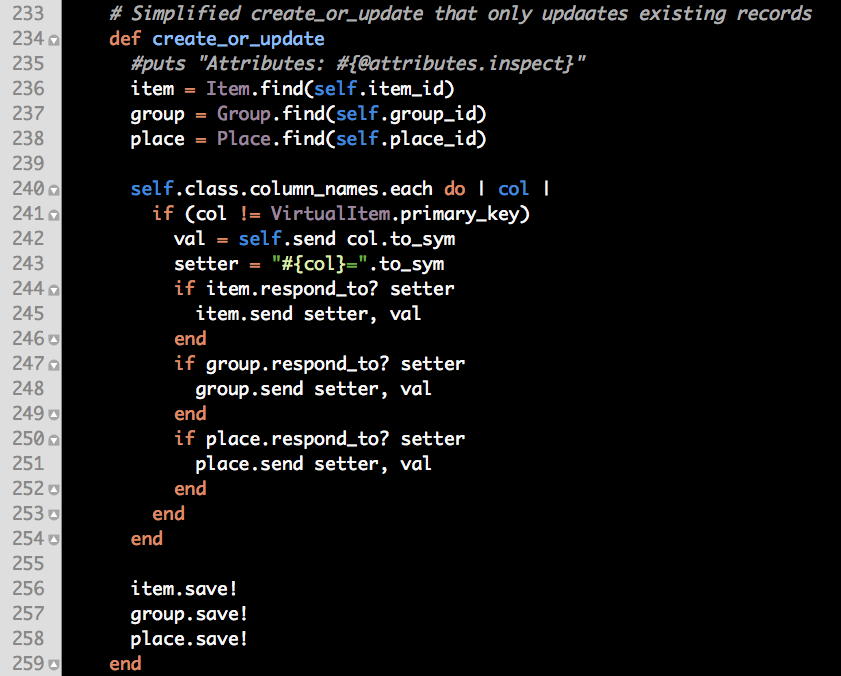 233 # Simplified create_or_update that only updaates existing records
234 def create_or_update
235 #puts "Attributes: #{@attributes.inspect}"
236 item = Item.find(self.item_id)
237 group = Group.find(self.group_id)
238 place = Place.find(self.place_id)
239
240 self.class.column_names.each do | col |
241 if (col != VirtualItem.primary_key)
242 val = self.send col.to_sym
243 setter = "#{col}=".to_sym
244 if item.respond_to? setter
245 item.send setter, val
246 end
247 if group.respond_to? setter
248 group.send setter, val
249 end
250 if place.respond_to? setter
251 place.send setter, val
252 end
253 end
254 end
255
256 item.save!
257 group.save!
258 place.save!
259 end